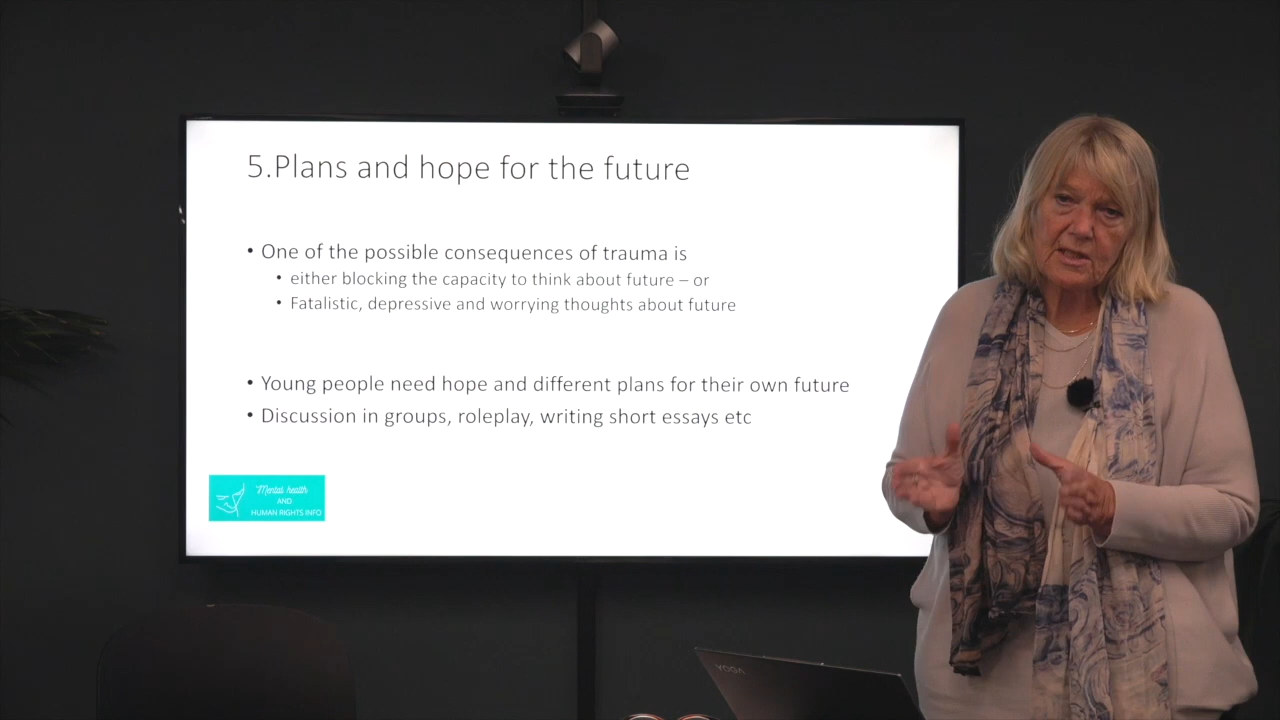 5.Plans and hope for the future
• One of the possible consequences of trauma is
• either blocking the capacity to think about future – or
• Fatalistic, depressive and worrying thoughts about future
• Young people need hope and different plans for their own future
• Discussion in groups, roleplay, writing short essays etc
Mental health
AND
HUMAN RIGHTS INFO
YOGA